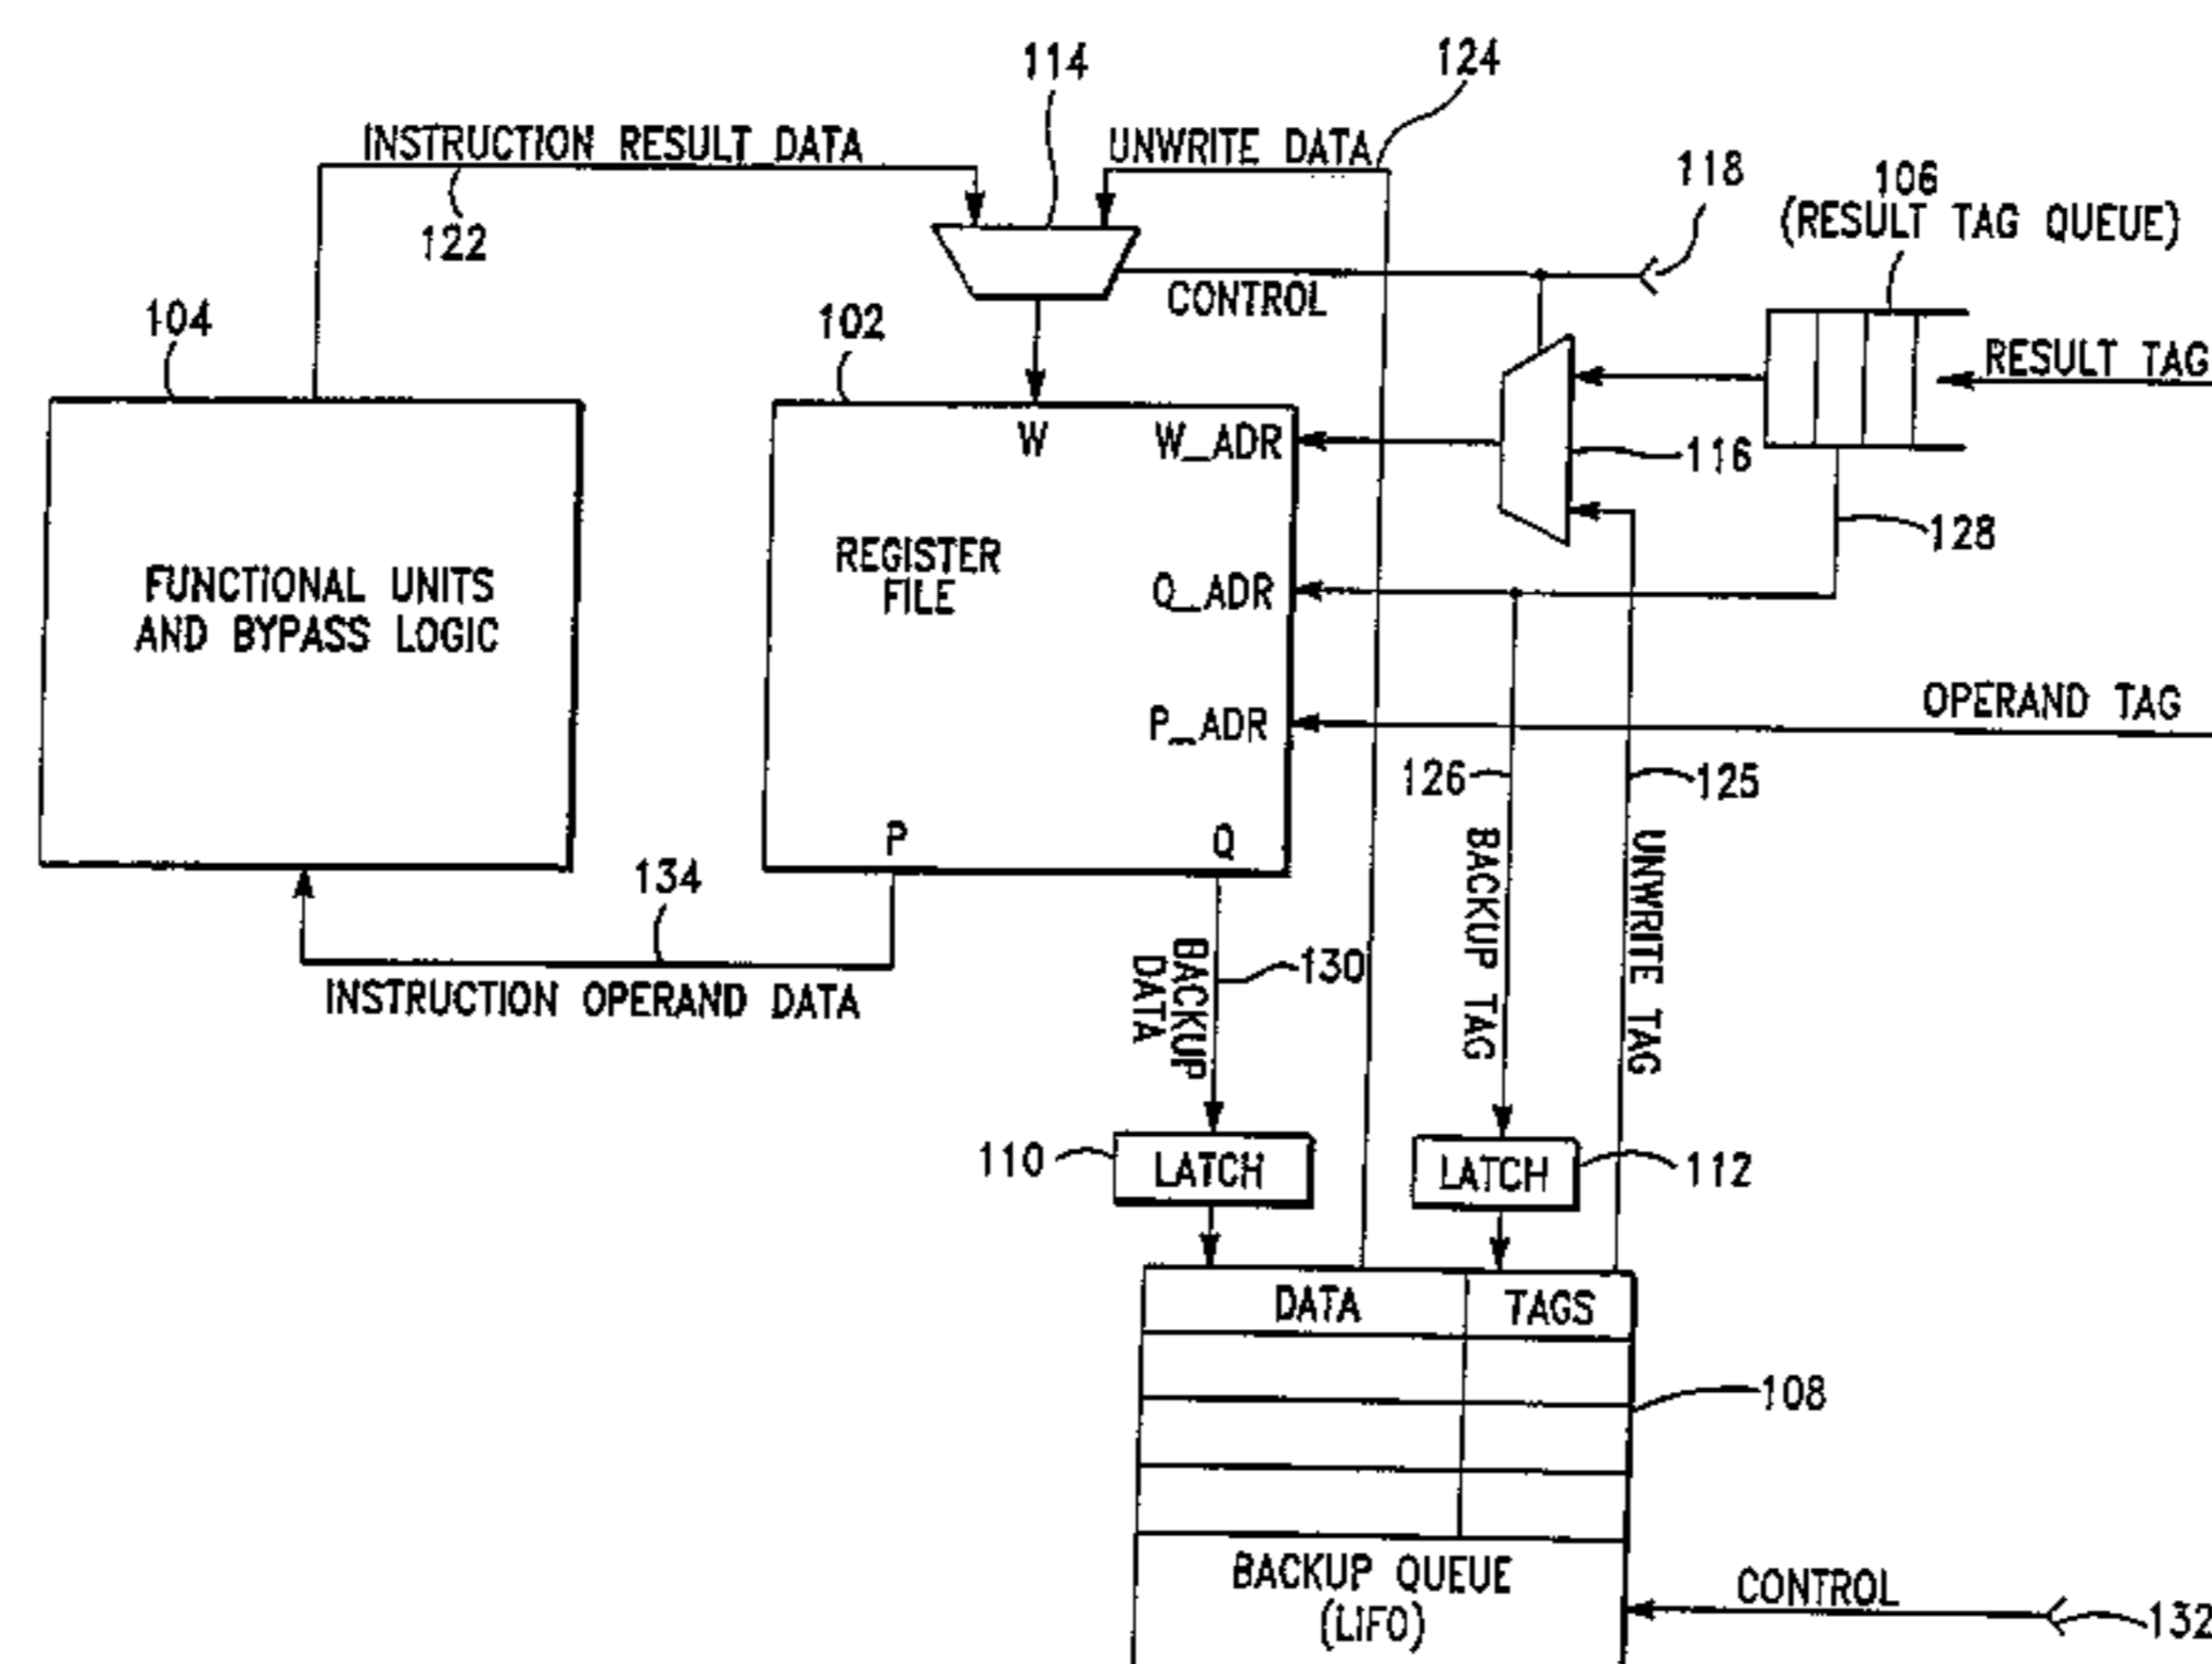 114
124
INSTRUCTION RESULT DATA
UNWRITE DATA
118
106
(RESULT TAG QUEUE)
122
CONTROL
104
102
RESULT TAG
W
W_ADR
116
128
REGISTER
FILE
Q_ADR
FUNCTIONAL UNITS
AND BYPASS LOGIC
OPERAND TAG
P_ADR
126
125
P
Q
BACKUP TAG
UNWRITE TAG
134
BACKUP
DATA
130
INSTRUCTION OPERAND DATA
110
LATCH
LATCH
112
DATA
TAGS
108
BACKUP QUEUE
(LIFO)
CONTROL
132